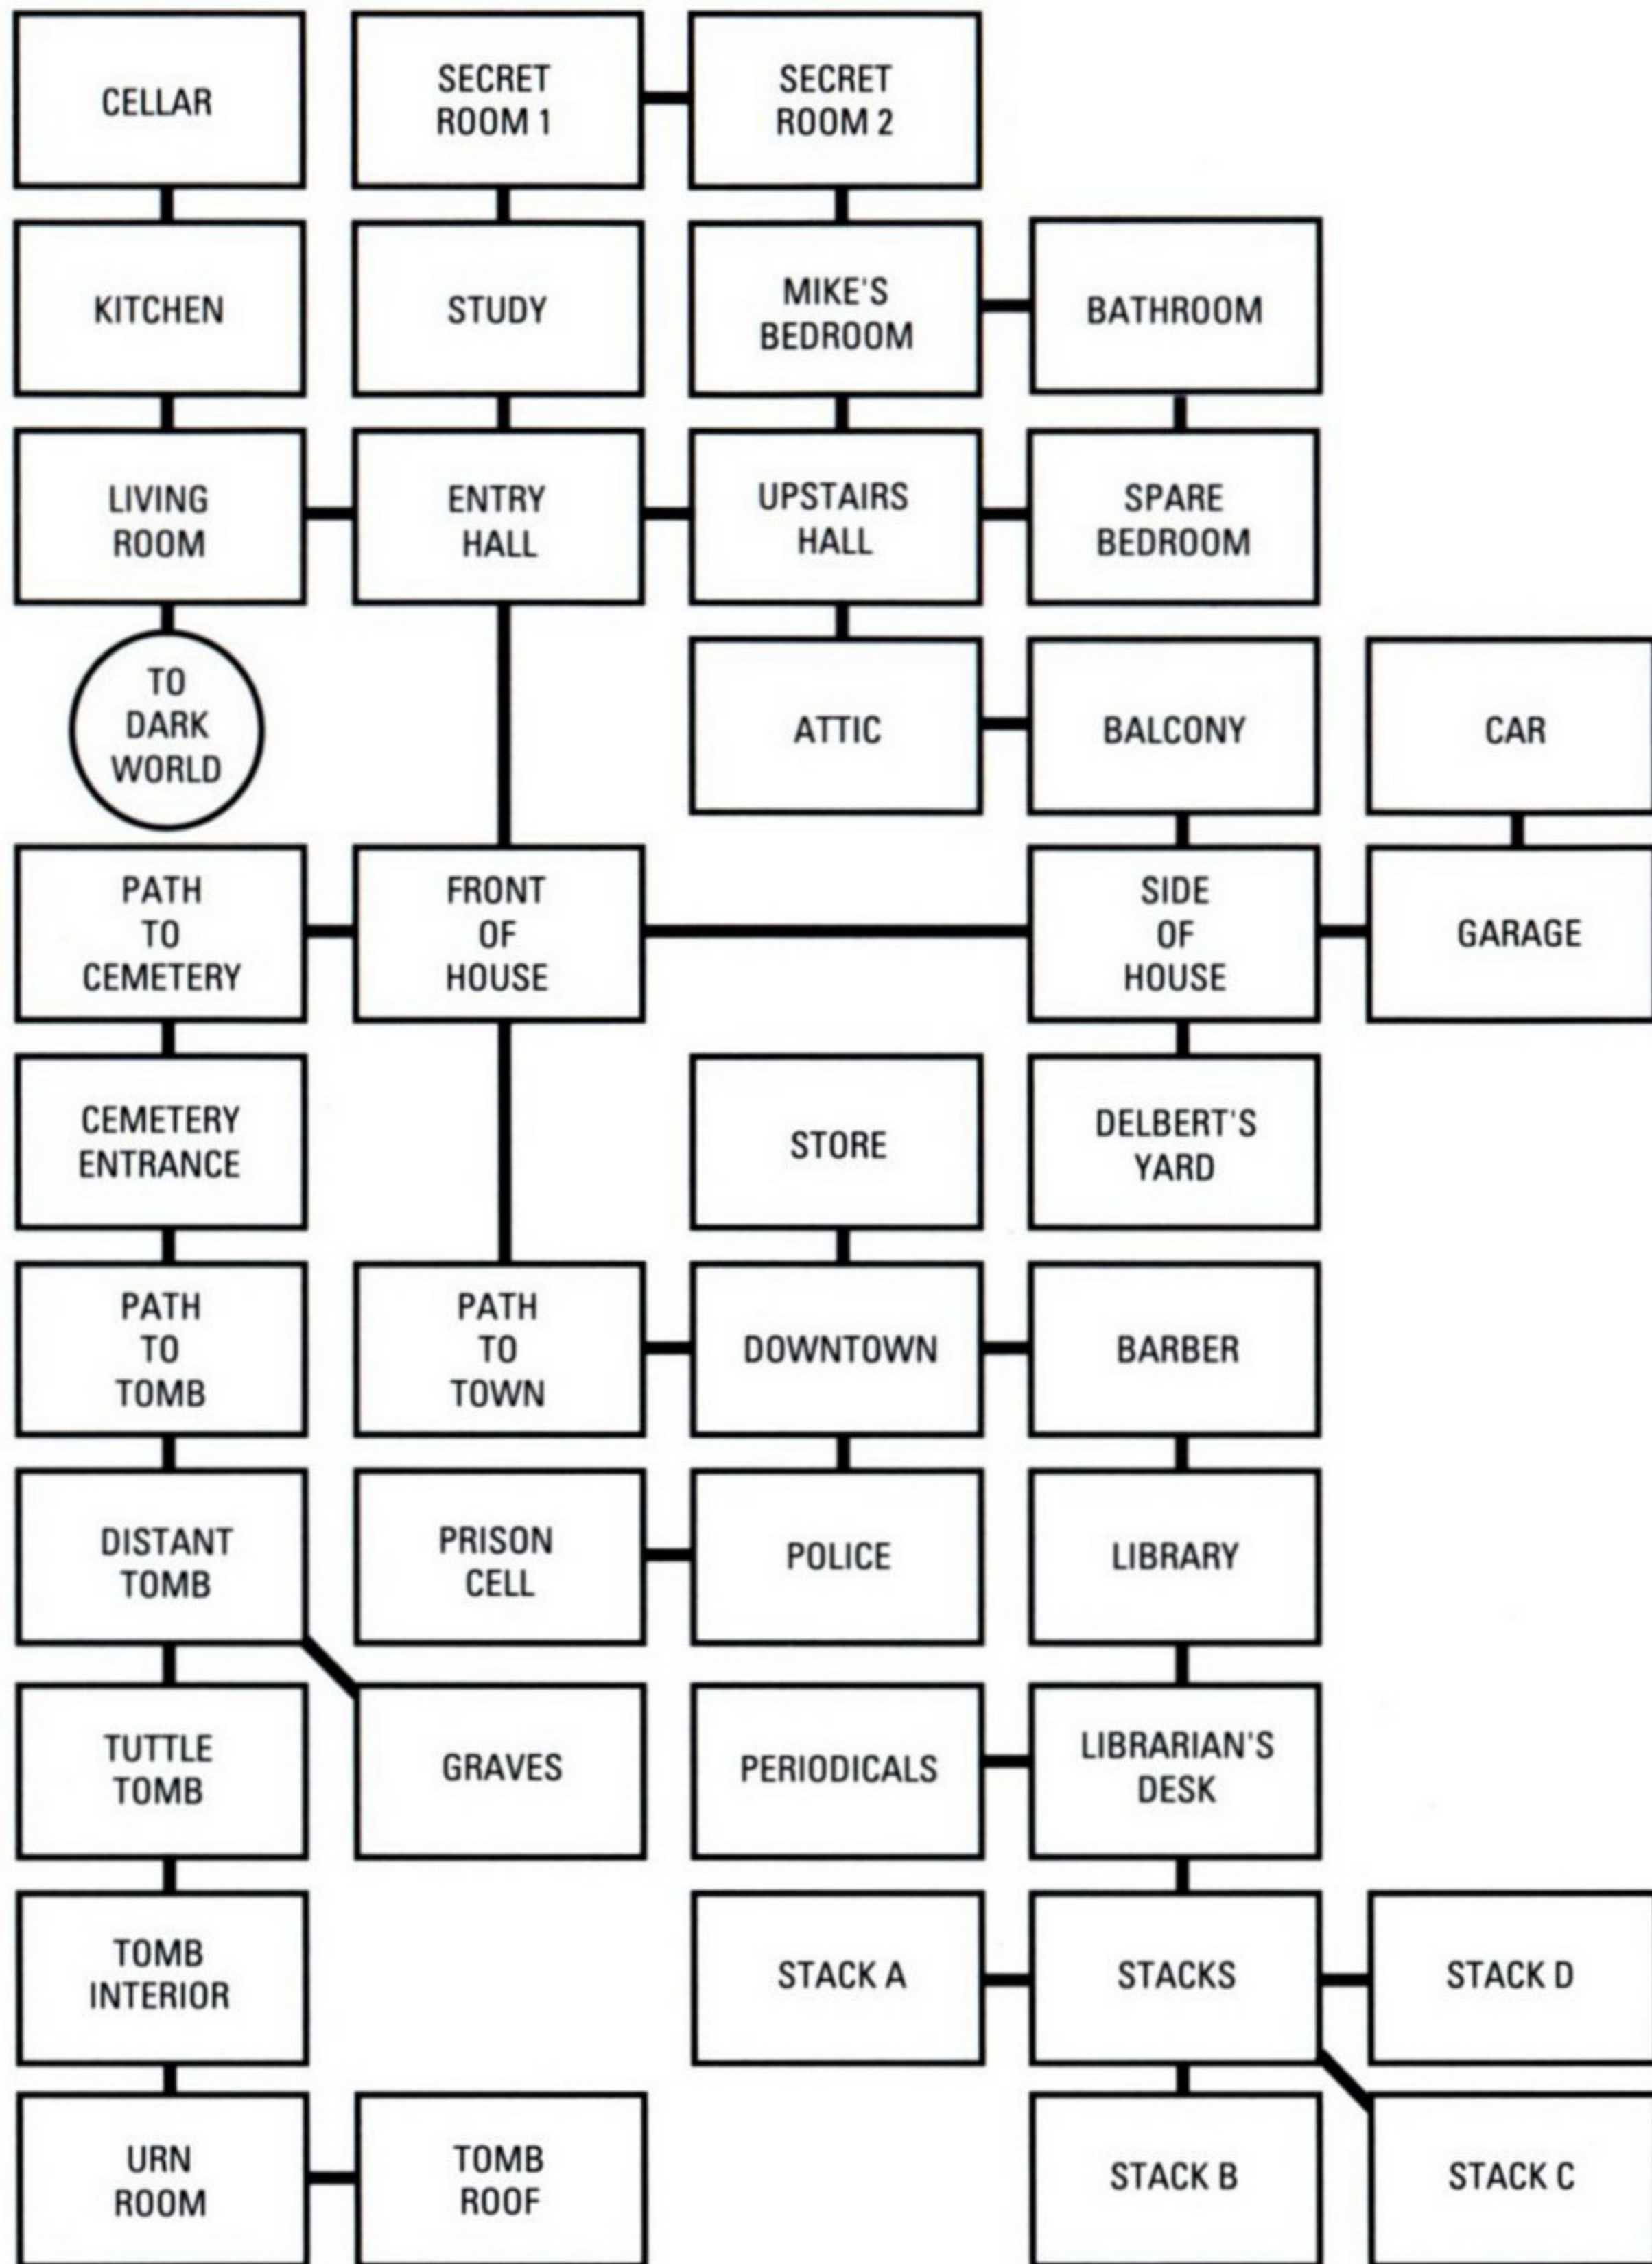 CELLAR
SECRET
ROOM 1
SECRET
ROOM 2
KITCHEN
STUDY
MIKE'S
BEDROOM
BATHROOM
LIVING
ROOM
ENTRY
HALL
UPSTAIRS
HALL
SPARE
BEDROOM
TO
DARK
WORLD
ATTIC
BALCONY
CAR
PATH
TO
CEMETERY
FRONT
OF
HOUSE
SIDE
OF
HOUSE
GARAGE
CEMETERY
ENTRANCE
STORE
DELBERT'S
YARD
PATH
TO
TOMB
PATH
TO
TOWN
DOWNTOWN
BARBER
DISTANT
TOMB
PRISON
CELL
POLICE
LIBRARY
TUTTLE
TOMB
GRAVES
PERIODICALS
LIBRARIAN'S
DESK
TOMB
INTERIOR
STACK A
STACKS
STACK D
URN
ROOM
TOMB
ROOF
STACK B
STACK C